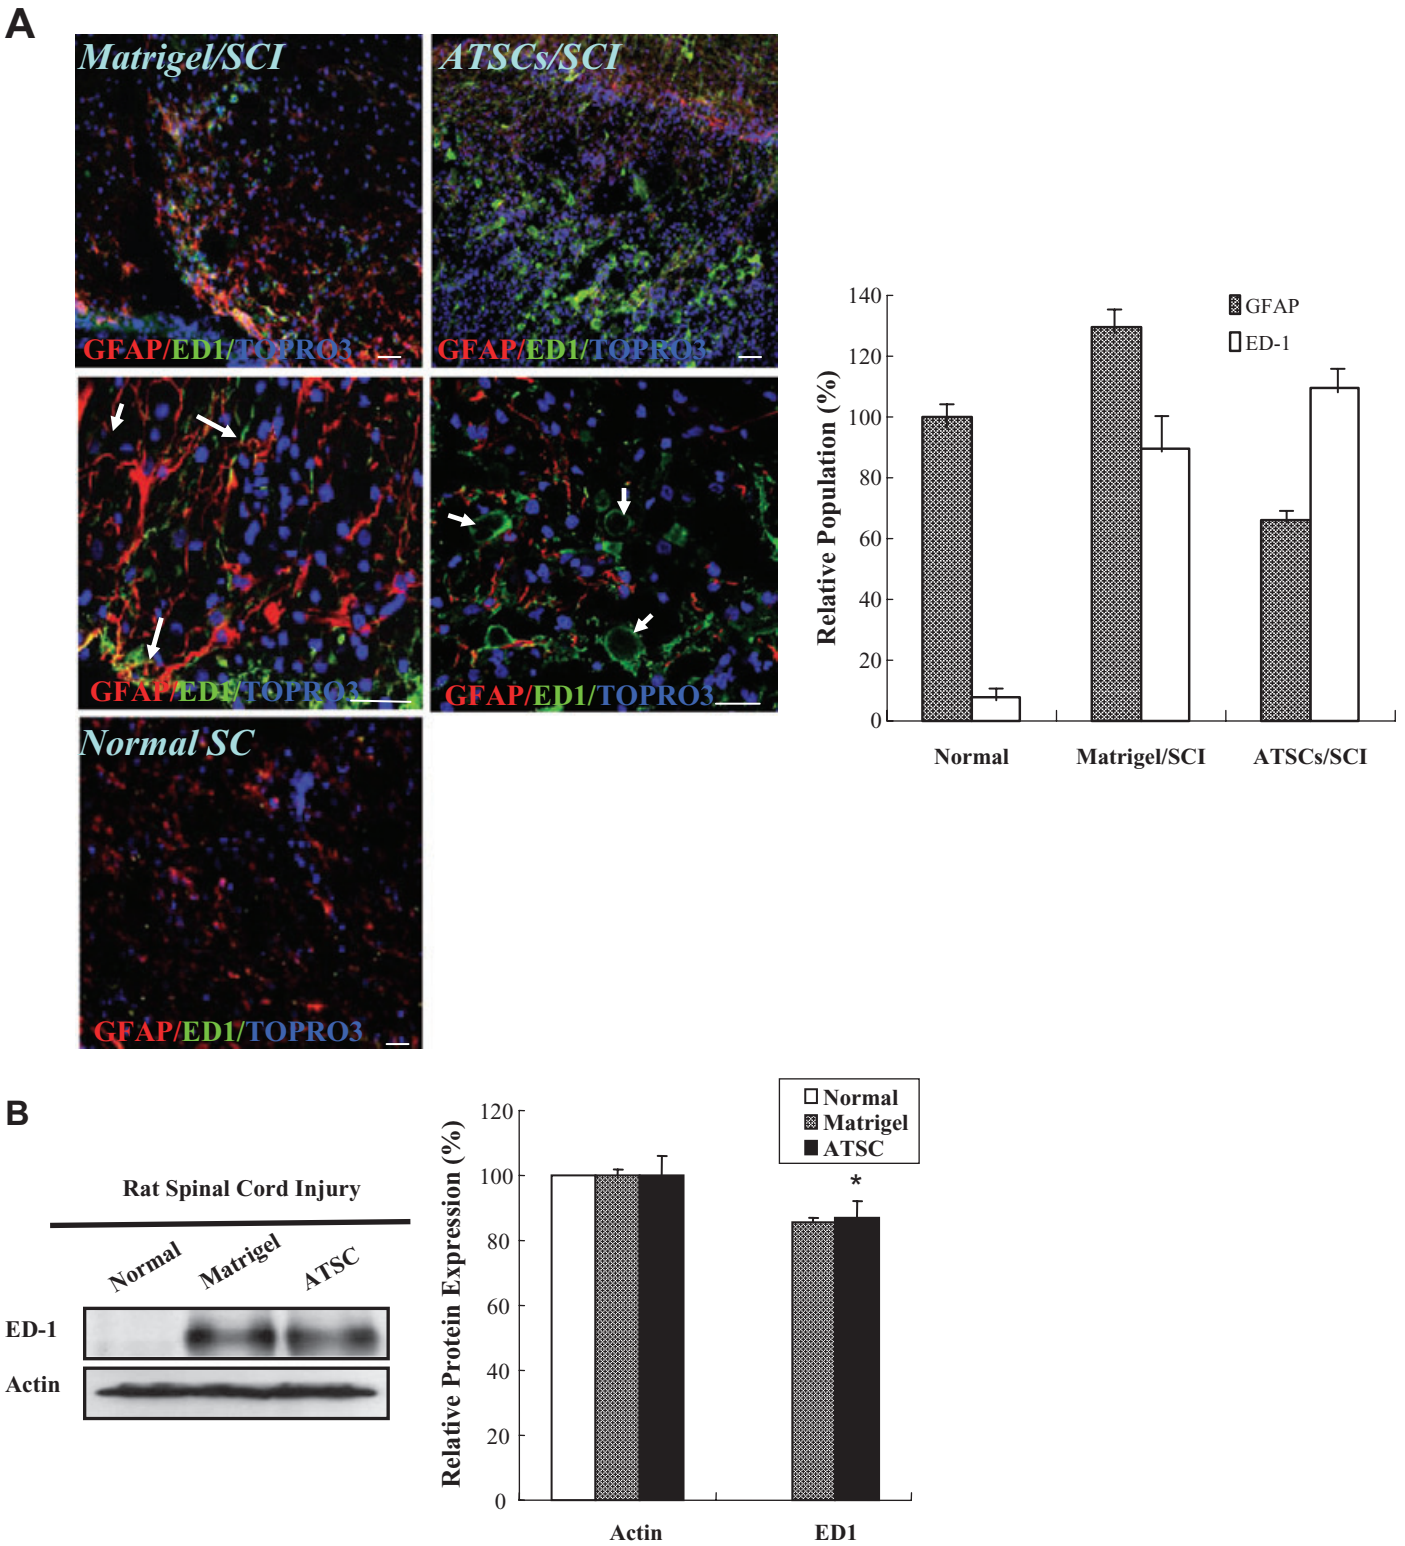 A
Matrigel/SCI
ATSCs/SCI
GFAP/ED1/TOPRO3
GFAP/ED1/TOPRO3
GFAP/ED1/TOPRO3
GFAP/ED1/TOPRO3
Normal SC
GFAP/ED1/TOPRO3
Relative Population (%)
140
120
100
80
60
40
20
0
GFAP
ED-1
Normal
Matrigel/SCI
ATSCs/SCI
B
Rat Spinal Cord Injury
Normal
Matrigel
ATSC
ED-1
Actin
Relative Protein Expression (%)
120
100
80
60
40
20
0
Normal
Matrigel
ATSC
*
Actin
ED1